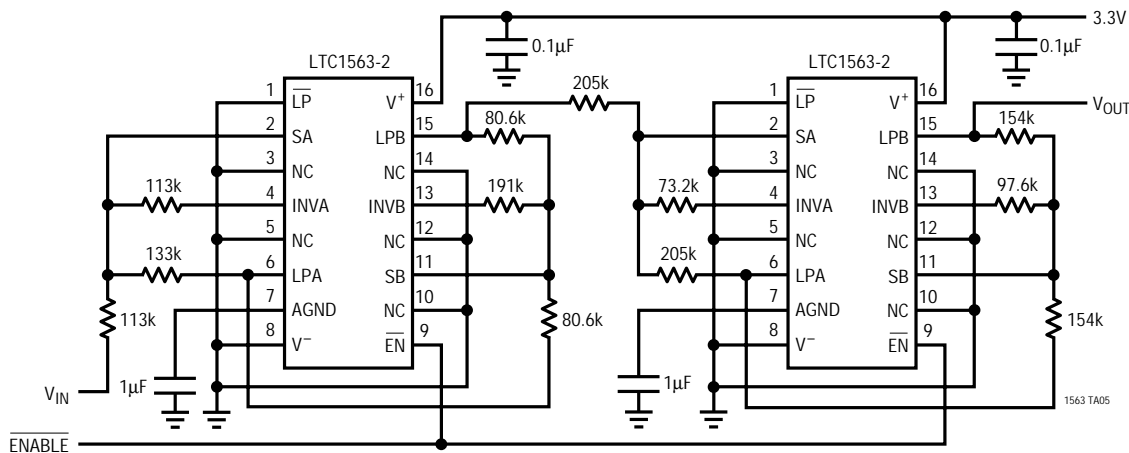 3.3V
0.1µF
0.1µF
LTC1563-2
LTC1563-2
205k
1
LP
V+
16
2
SA
LPB
15
80.6k
3
NC
NC
14
113k
4
INVA
INVB
13
191k
5
NC
NC
12
133k
6
LPA
SB
11
7
AGND
NC
10
8
V–
EN
9
113k
80.6k
1µF
VIN
ENABLE
1
LP
V+
16
VOUT
2
SA
LPB
15
154k
3
NC
NC
14
73.2k
4
INVA
INVB
13
97.6k
5
NC
NC
12
205k
6
LPA
SB
11
7
AGND
NC
10
8
V–
EN
9
154k
1µF
1563 TA05